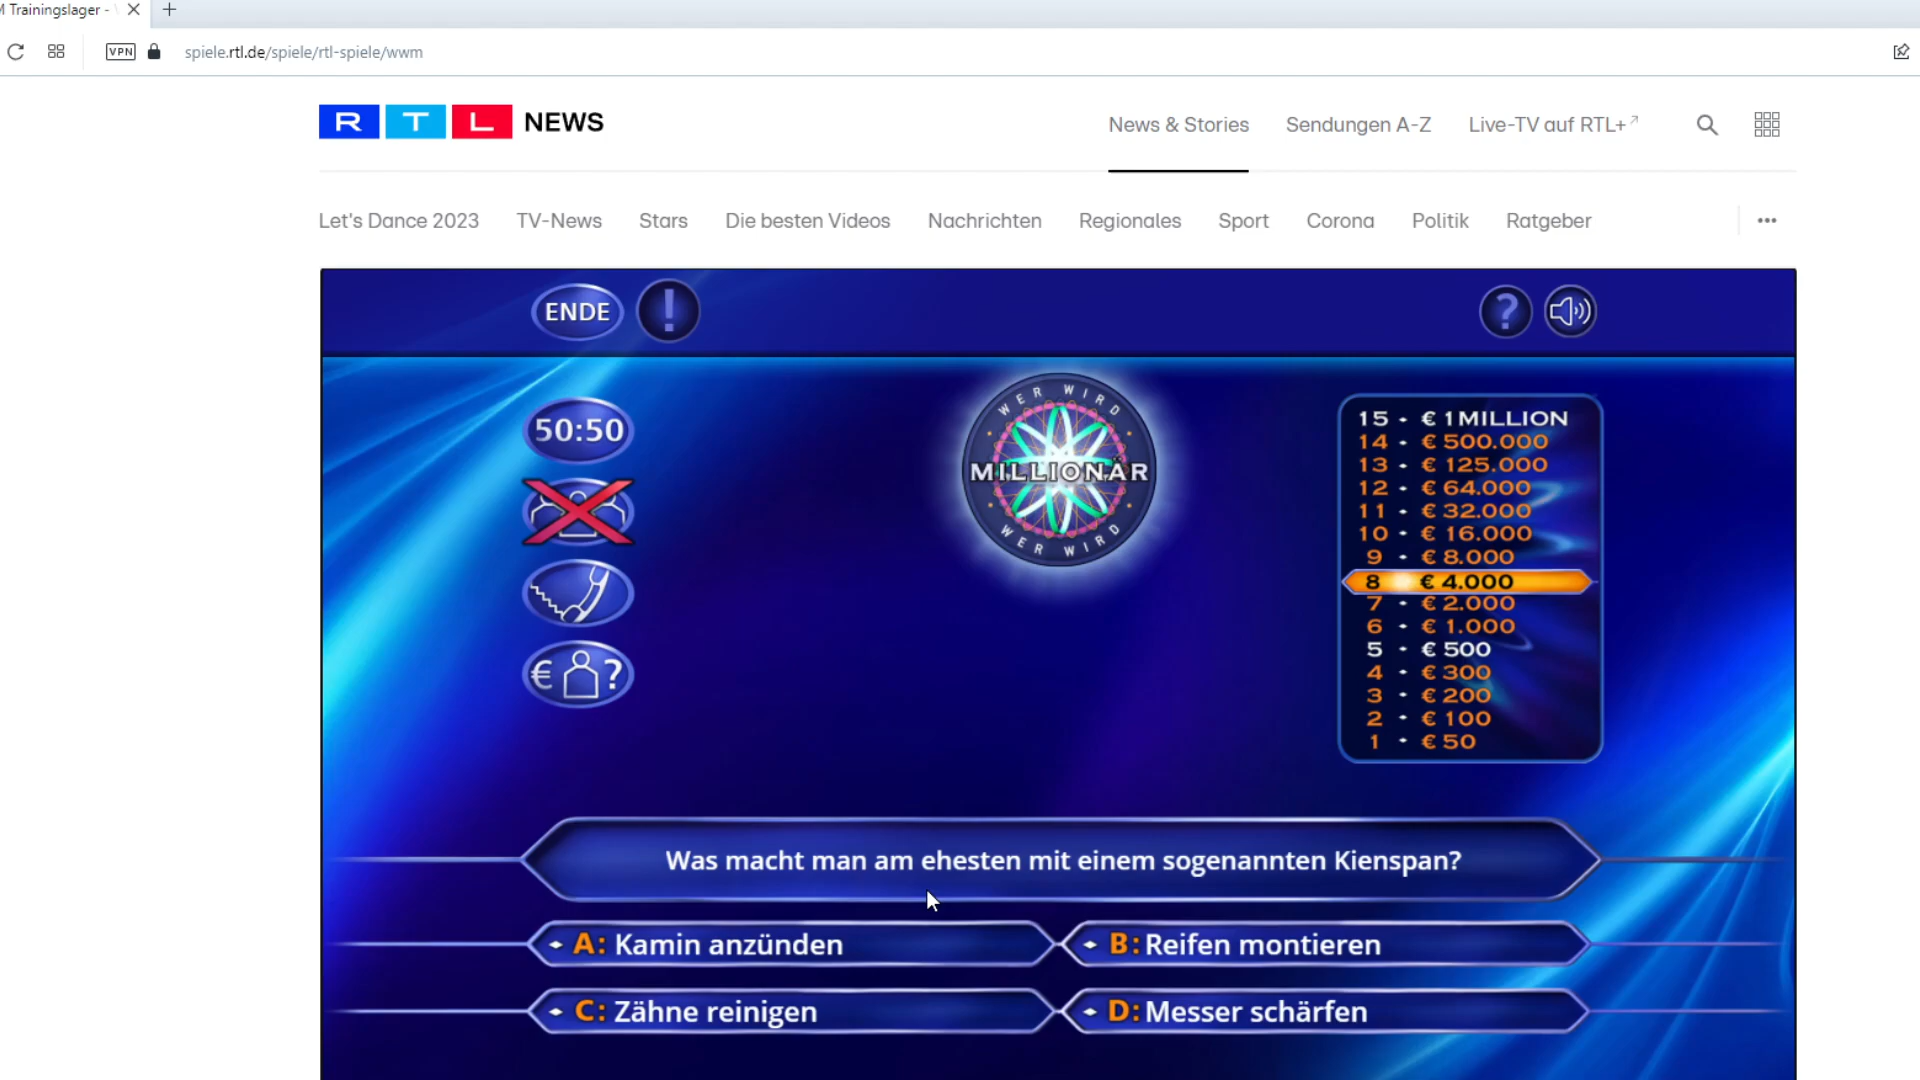 M Trainingslager -
VPN
spiele.rtl.de/spiele/rtl-spiele/wwm
RTL NEWS
News & Stories
Sendungen A-Z
Live-TV auf RTL+
Let's Dance 2023
TV-News
Stars
Die besten Videos
Nachrichten
Regionales
Sport
Corona
Politik
Ratgeber
ENDE
!
?
50:50
€ ?
WER WIRD
MILLIONÄR
WER WIRD
15 · € 1 MILLION
14 · € 500.000
13 · € 125.000
12 · € 64.000
11 · € 32.000
10 · € 16.000
9 · € 8.000
8 € 4.000
7 · € 2.000
6 · € 1.000
5 · € 500
4 · € 300
3 · € 200
2 · € 100
1 · € 50
Was macht man am ehesten mit einem sogenannten Kienspan?
A: Kamin anzünden
B: Reifen montieren
C: Zähne reinigen
D: Messer schärfen